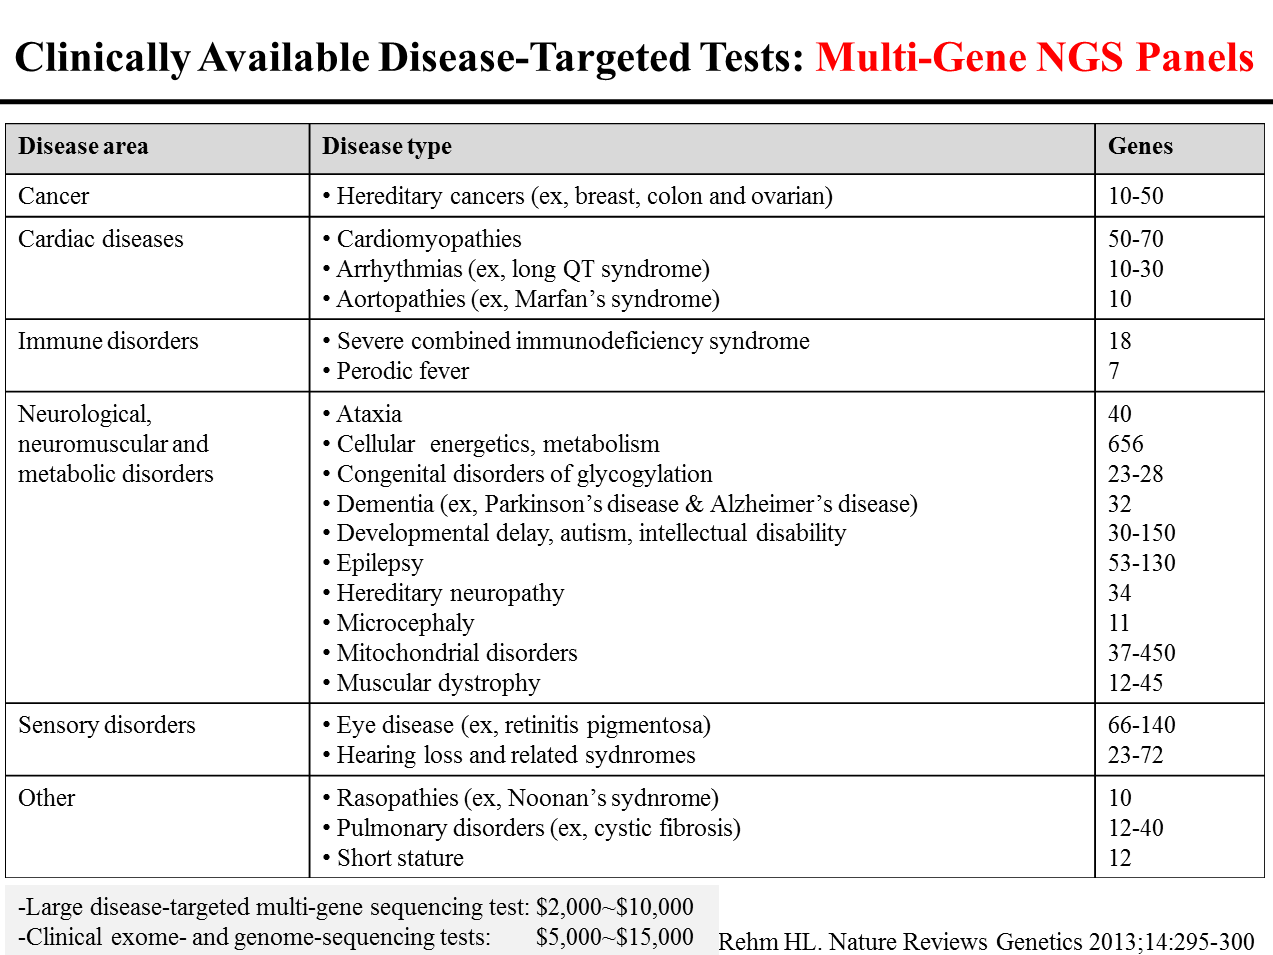 Clinically Available Disease-Targeted Tests: Multi-Gene NGS Panels
Disease area Disease type Genes
Cancer • Hereditary cancers (ex, breast, colon and ovarian) 10-50
Cardiac diseases • Cardiomyopathies 50-70
• Arrhythmias (ex, long QT syndrome) 10-30
• Aortopathies (ex, Marfan’s syndrome) 10
Immune disorders • Severe combined immunodeficiency syndrome 18
• Perodic fever 7
Neurological, • Ataxia 40
neuromuscular and • Cellular energetics, metabolism 656
metabolic disorders • Congenital disorders of glycogylation 23-28
• Dementia (ex, Parkinson’s disease & Alzheimer’s disease) 32
• Developmental delay, autism, intellectual disability 30-150
• Epilepsy 53-130
• Hereditary neuropathy 34
• Microcephaly 11
• Mitochondrial disorders 37-450
• Muscular dystrophy 12-45
Sensory disorders • Eye disease (ex, retinitis pigmentosa) 66-140
• Hearing loss and related sydnromes 23-72
Other • Rasopathies (ex, Noonan’s sydnrome) 10
• Pulmonary disorders (ex, cystic fibrosis) 12-40
• Short stature 12
-Large disease-targeted multi-gene sequencing test: $2,000~$10,000
-Clinical exome- and genome-sequencing tests: $5,000~$15,000
Rehm HL. Nature Reviews Genetics 2013;14:295-300